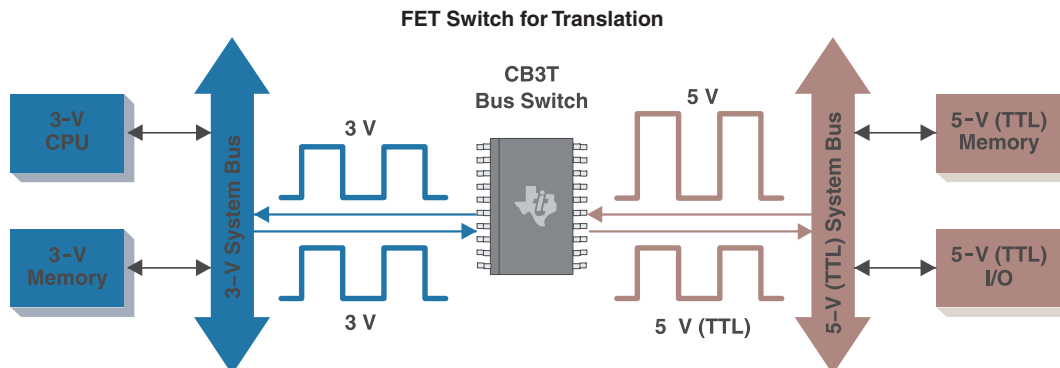 FET Switch for Translation
CB3T
Bus Switch
3-V
CPU
3-V
Memory
3–V System Bus
3 V
3 V
5 V
5 V (TTL)
5–V (TTL) System Bus
5-V (TTL)
Memory
5-V (TTL)
I/O